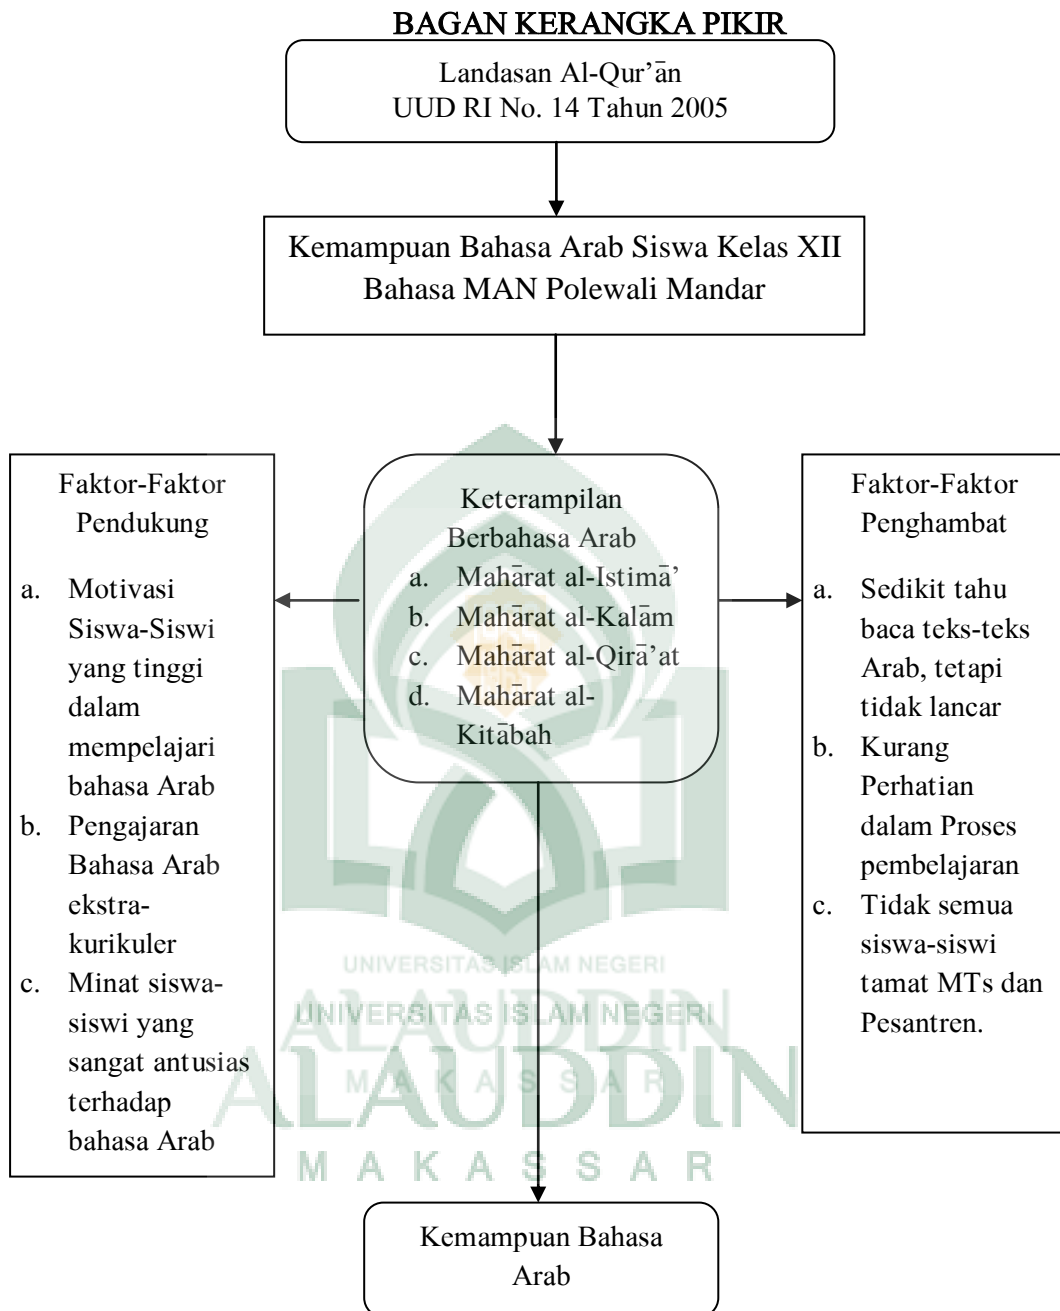 BAGAN KERANGKA PIKIR
Landasan Al-Qur’ān
UUD RI No. 14 Tahun 2005
Kemampuan Bahasa Arab Siswa Kelas XII
Bahasa MAN Polewali Mandar
Faktor-Faktor
Pendukung
a. Motivasi
Siswa-Siswi
yang tinggi
dalam
mempelajari
bahasa Arab
b. Pengajaran
Bahasa Arab
ekstra-
kurikuler
c. Minat siswa-
siswi yang
sangat antusias
terhadap
bahasa Arab
Keterampilan
Berbahasa Arab
a. Mahārat al-Istimā’
b. Mahārat al-Kalām
c. Mahārat al-Qirā’at
d. Mahārat al-
Kitābah
Faktor-Faktor
Penghambat
a. Sedikit tahu
baca teks-teks
Arab, tetapi
tidak lancar
b. Kurang
Perhatian
dalam Proses
pembelajaran
c. Tidak semua
siswa-siswi
tamat MTs dan
Pesantren.
UNIVERSITAS ISLAM NEGERI
ALAUDDIN
MAKASSAR
UNIVERSITAS ISLAM NEGERI
ALAUDDIN
MAKASSAR
Kemampuan Bahasa
Arab